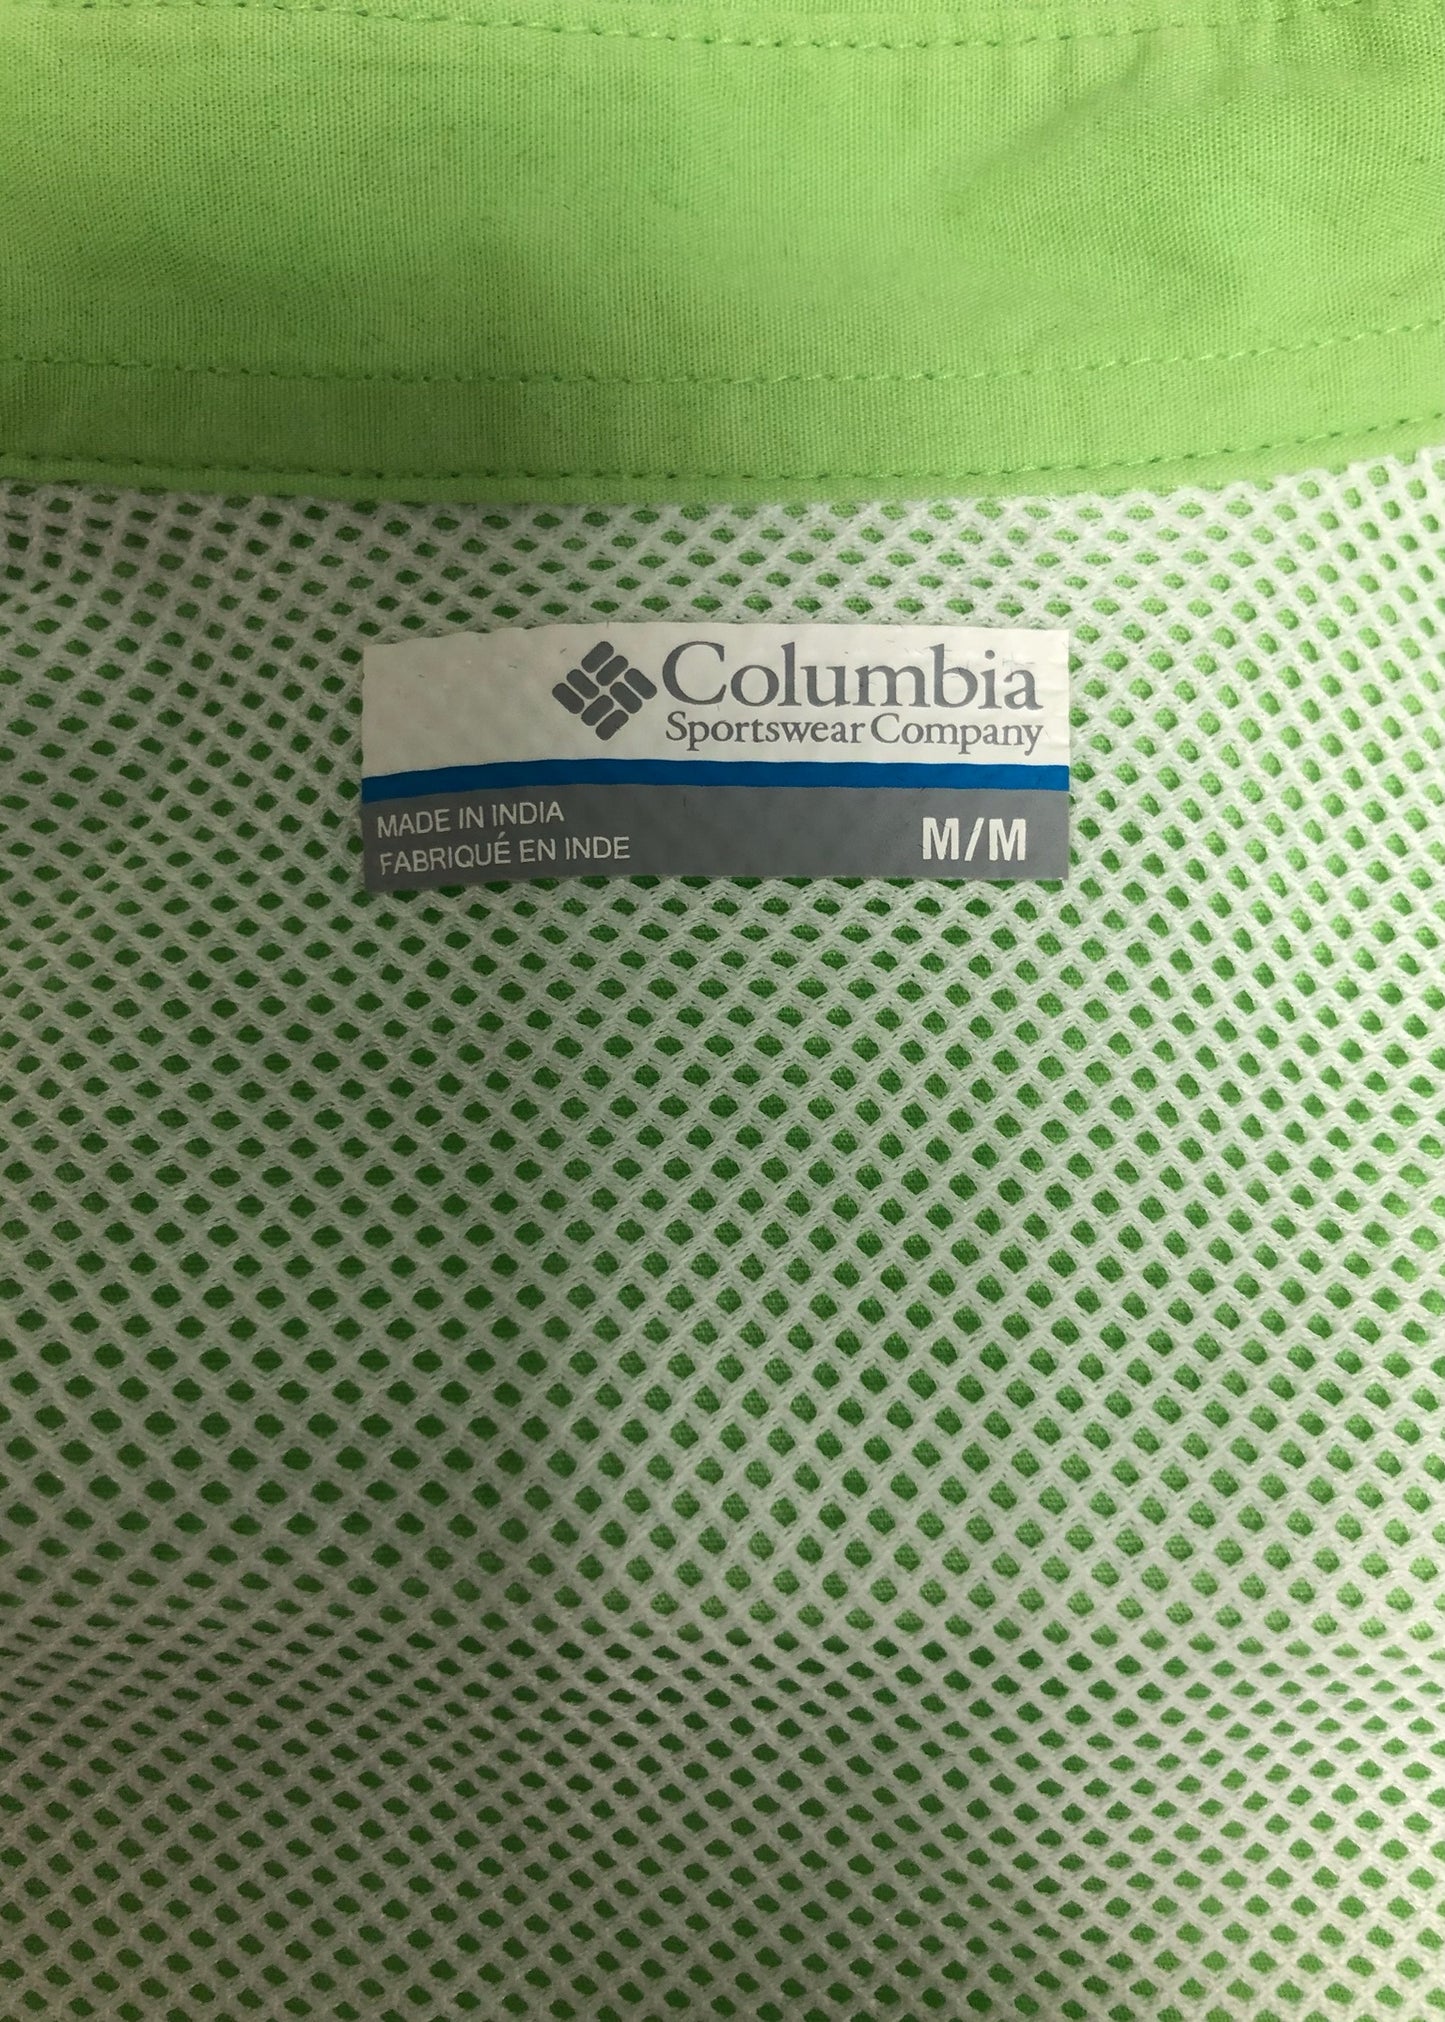 Columbia
Sportswear Company
MADE IN INDIA
FABRIQUÉ EN INDE
M/M